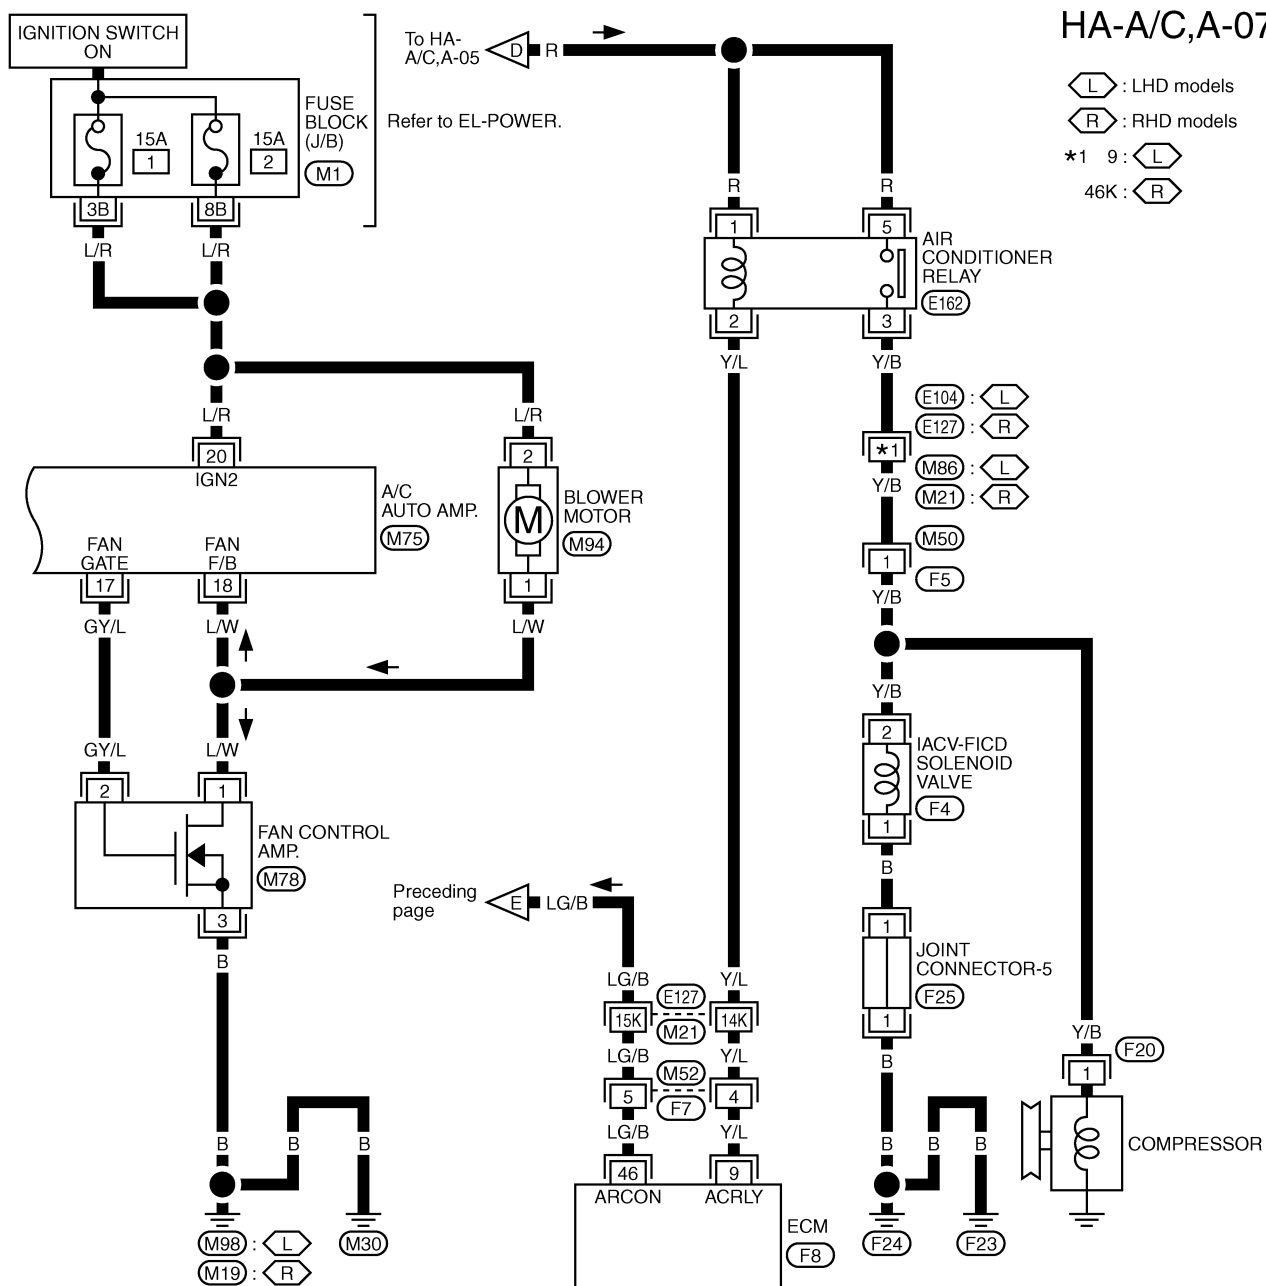 HA-A/C,A-07
IGNITION SWITCH
ON
To HA-
A/C,A-05
D
R
L : LHD models
R : RHD models
*1 9 : L
46K : R
FUSE
BLOCK
(J/B)
M1
Refer to EL-POWER.
15A
1
15A
2
3B
8B
L/R
L/R
R
R
1
5
AIR
CONDITIONER
RELAY
E162
2
3
Y/L
Y/B
L/R
L/R
E104 : L
E127 : R
*1
M86 : L
M21 : R
Y/B
20
IGN2
2
A/C
AUTO AMP.
M75
M
BLOWER
MOTOR
M94
M50
1
F5
FAN
GATE
FAN
F/B
17
18
1
GY/L
L/W
L/W
Y/B
Y/B
GY/L
L/W
2
1
2
IACV-FICD
SOLENOID
VALVE
F4
1
FAN CONTROL
AMP.
M78
3
B
B
Preceding
page
E
LG/B
1
JOINT
CONNECTOR-5
F25
1
LG/B
Y/L
15K
E127
M21
14K
LG/B
Y/L
B
Y/B
F20
1
5
M52
F7
4
LG/B
Y/L
B
B
B
B
B
B
COMPRESSOR
46
9
ARCON
ACRLY
ECM
F8
M98 : L
M19 : R
M30
F24
F23